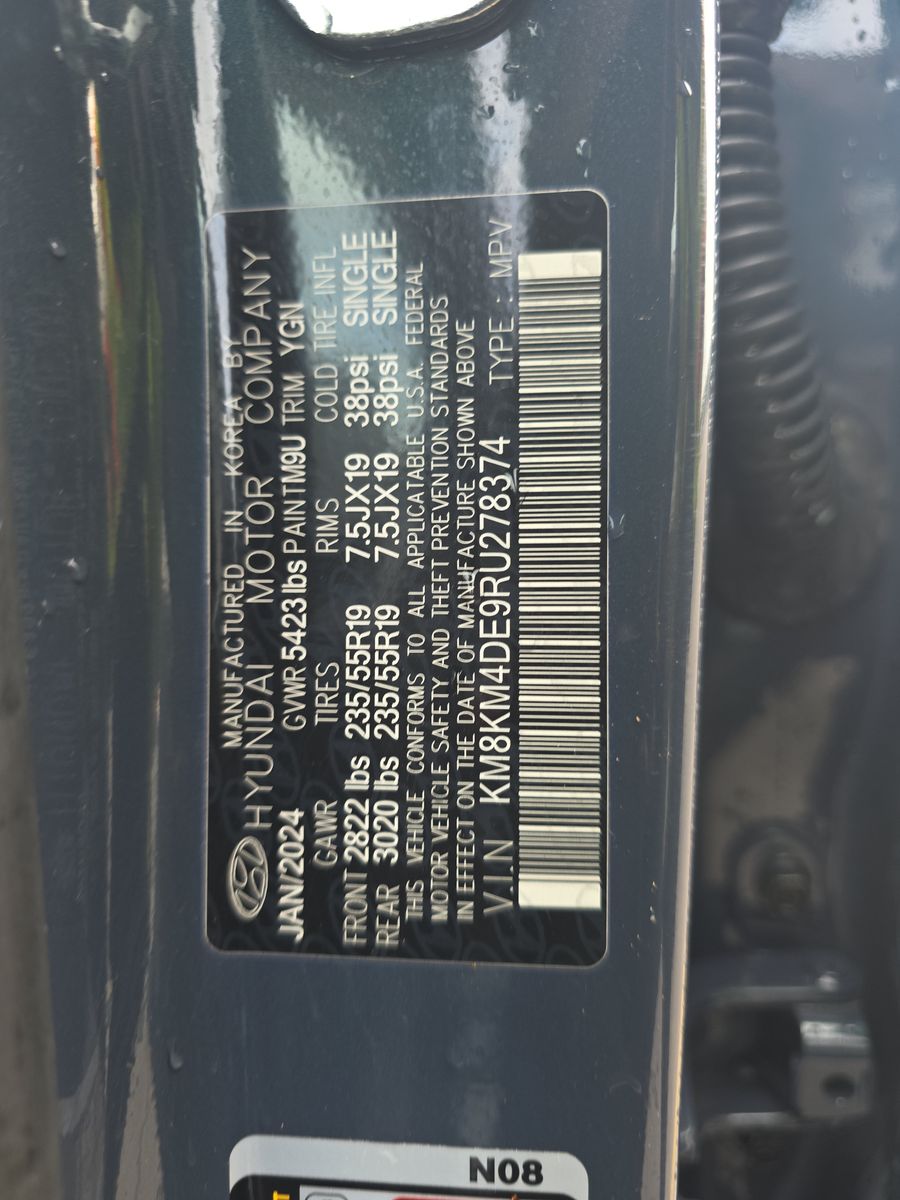 MANUFACTURED IN KOREA BY
HYUNDAI MOTOR COMPANY
JAN/2024 GVWR 5423 lbs PAINT M9U TRIM YGN
GAWR TIRES RIMS COLD TIRE INFL
FRONT 2822 lbs 235/55R19 7.5JX19 38psi SINGLE
REAR 3020 lbs 235/55R19 7.5JX19 38psi SINGLE
THIS VEHICLE CONFORMS TO ALL APPLICATABLE U.S.A. FEDERAL
MOTOR VEHICLE SAFETY AND THEFT PREVENTION STANDARDS
IN EFFECT ON THE DATE OF MANUFACTURE SHOWN ABOVE
V.I.N KM8KM4DE9RU278374 TYPE : MPV
N08